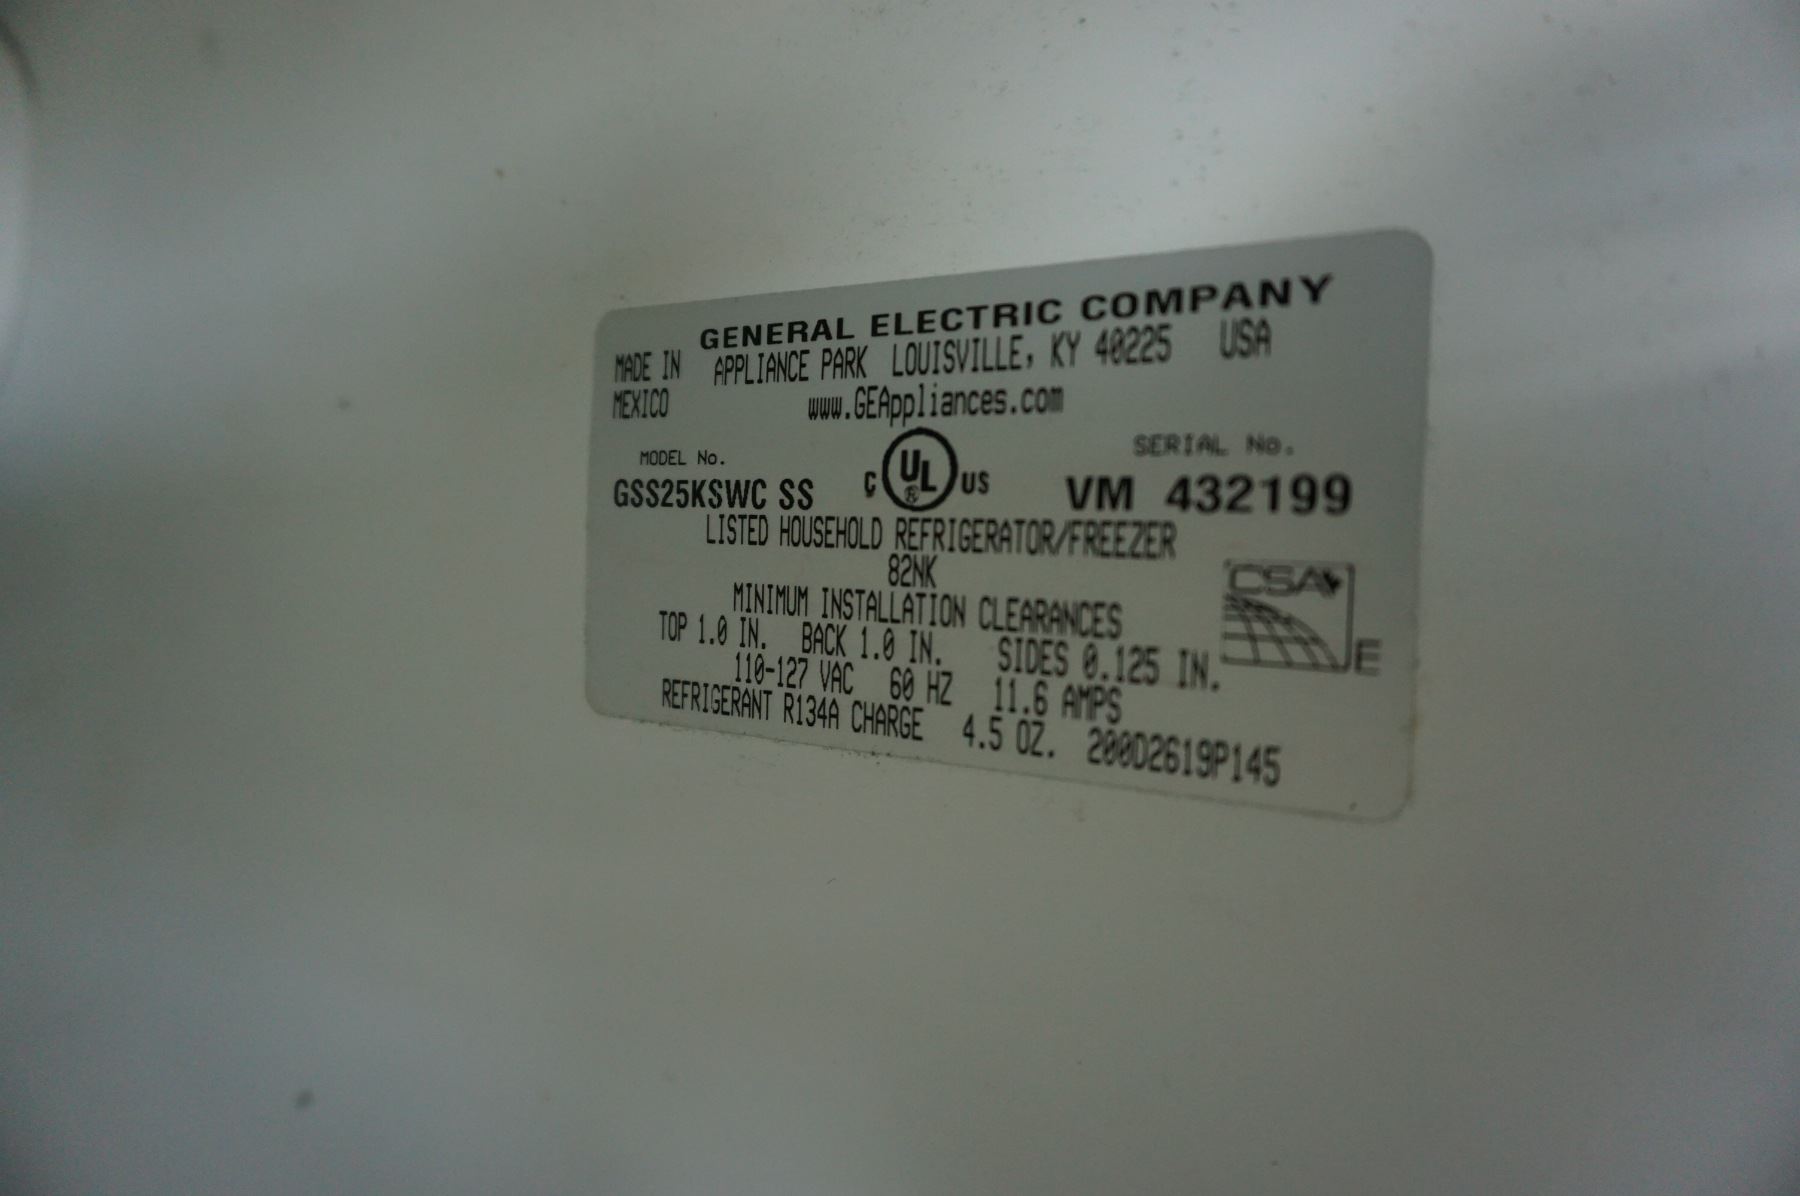 GENERAL ELECTRIC COMPANY
MADE IN APPLIANCE PARK LOUISVILLE, KY 40225 USA
MEXICO www.GEAppliances.com
MODEL No. SERIAL No.
GSS25KSWC SS C UL ® US VM 432199
LISTED HOUSEHOLD REFRIGERATOR/FREEZER
82NK
MINIMUM INSTALLATION CLEARANCES
TOP 1.0 IN. BACK 1.0 IN. SIDES 0.125 IN.
110-127 VAC 60 HZ 11.6 AMPS
REFRIGERANT R134A CHARGE 4.5 OZ. 200D2619P145
CSA
E